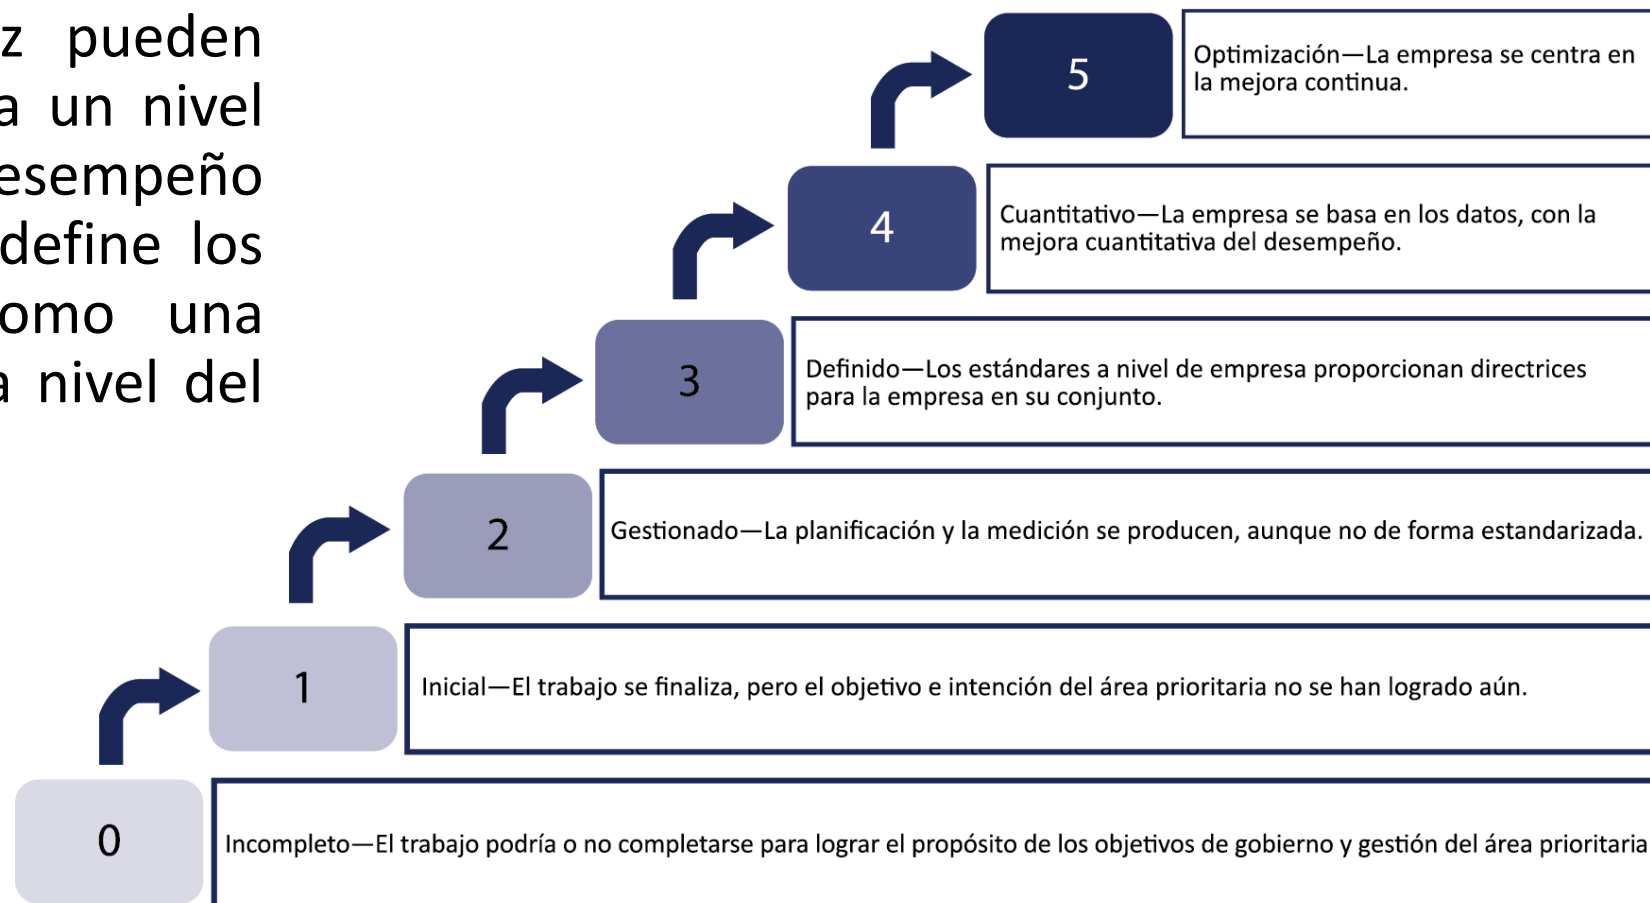 z pueden
a un nivel
esempeño
define los
omo una
a nivel del
5
Optimización—La empresa se centra en
la mejora continua.
4
Cuantitativo—La empresa se basa en los datos, con la
mejora cuantitativa del desempeño.
3
Definido—Los estándares a nivel de empresa proporcionan directrices
para la empresa en su conjunto.
2
Gestionado—La planificación y la medición se producen, aunque no de forma estandarizada.
1
Inicial—El trabajo se finaliza, pero el objetivo e intención del área prioritaria no se han logrado aún.
0
Incompleto—El trabajo podría o no completarse para lograr el propósito de los objetivos de gobierno y gestión del área prioritaria